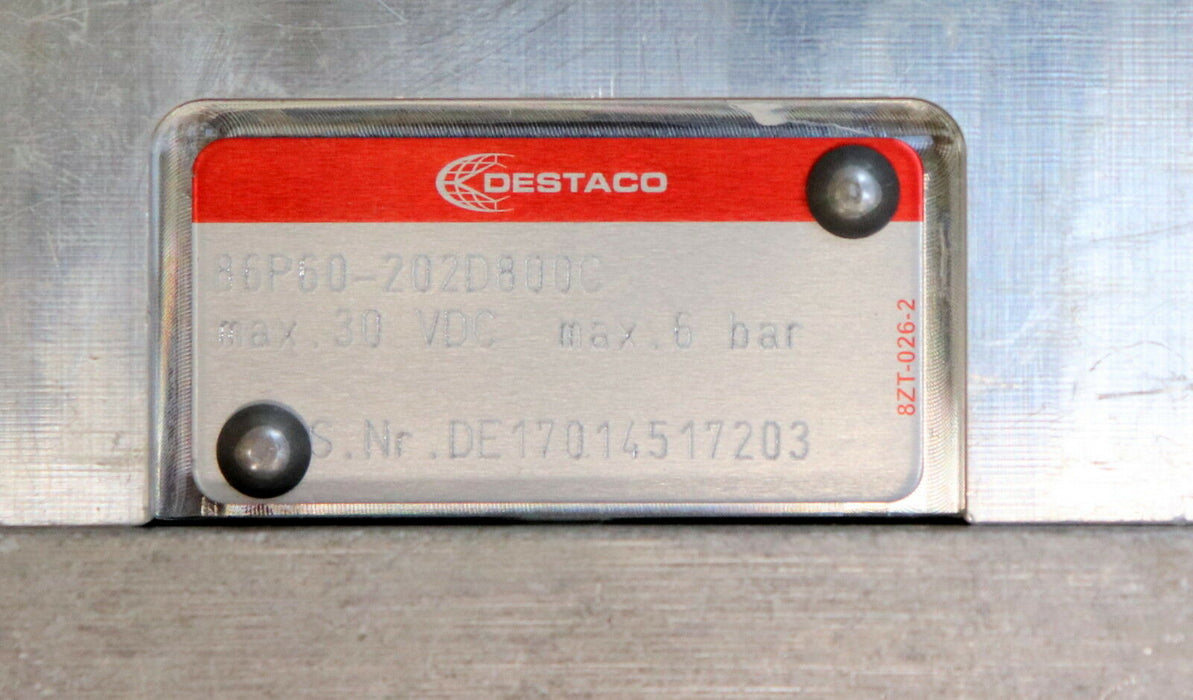 DESTACO
86P60-202D800C
max.30 VDC max.6 bar
8ZT-026-2
S.Nr.DE17014517203